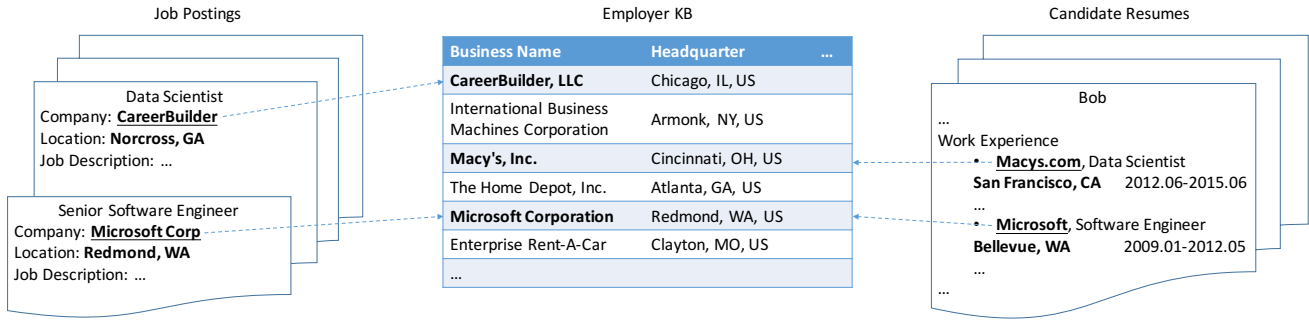 Job Postings
Data Scientist
Company: CareerBuilder
Location: Norcross, GA
Job Description: ...
Senior Software Engineer
Company: Microsoft Corp
Location: Redmond, WA
Job Description: ...
Employer KB
Business Name Headquarter ...
CareerBuilder, LLC Chicago, IL, US
International Business
Machines Corporation Armonk, NY, US
Macy's, Inc. Cincinnati, OH, US
The Home Depot, Inc. Atlanta, GA, US
Microsoft Corporation Redmond, WA, US
Enterprise Rent-A-Car Clayton, MO, US
...
Candidate Resumes
Bob
...
Work Experience
• Macys.com, Data Scientist
San Francisco, CA 2012.06-2015.06
...
• Microsoft, Software Engineer
Bellevue, WA 2009.01-2012.05
...
...